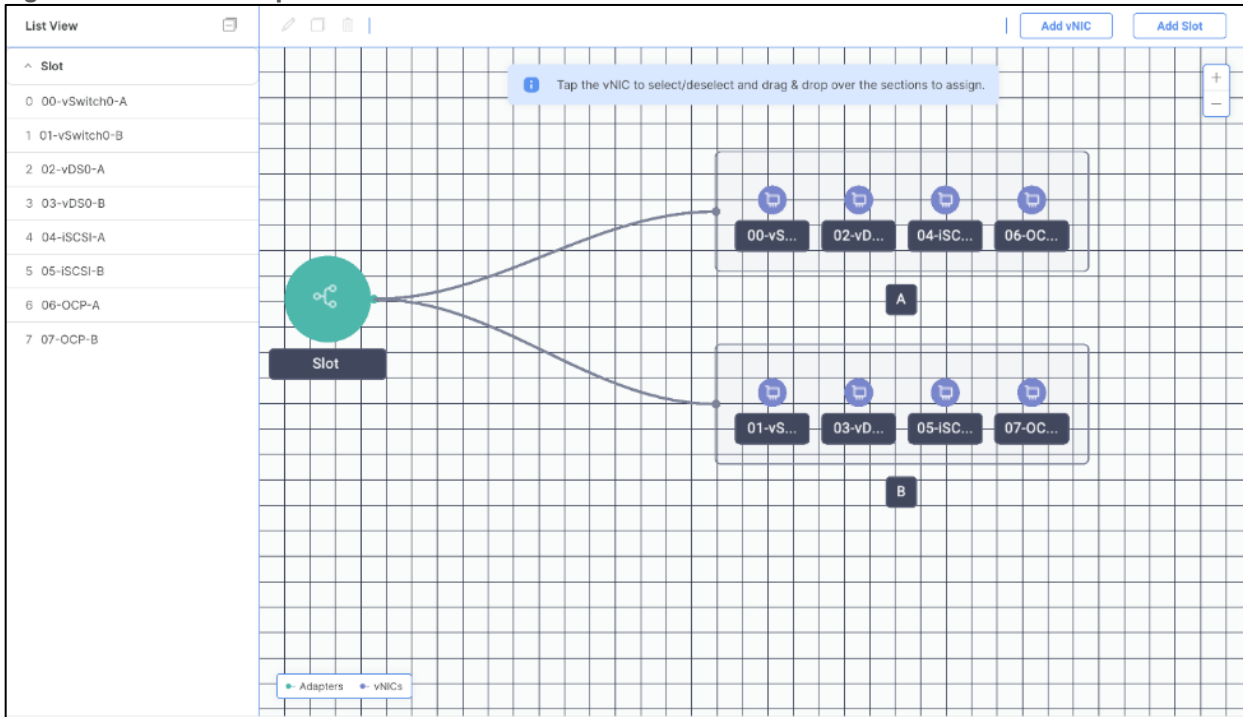 List View
Add vNIC
Add Slot
Slot
0 00-vSwitch0-A
1 01-vSwitch0-B
2 02-vDS0-A
3 03-vDS0-B
4 04-iSCSI-A
5 05-iSCSI-B
6 06-OCP-A
7 07-OCP-B
Tap the vNIC to select/deselect and drag & drop over the sections to assign.
+
−
00-vS... 02-vD... 04-iSC... 06-OC...
A
Slot
01-vS... 03-vD... 05-iSC... 07-OC...
B
Adapters vNICs